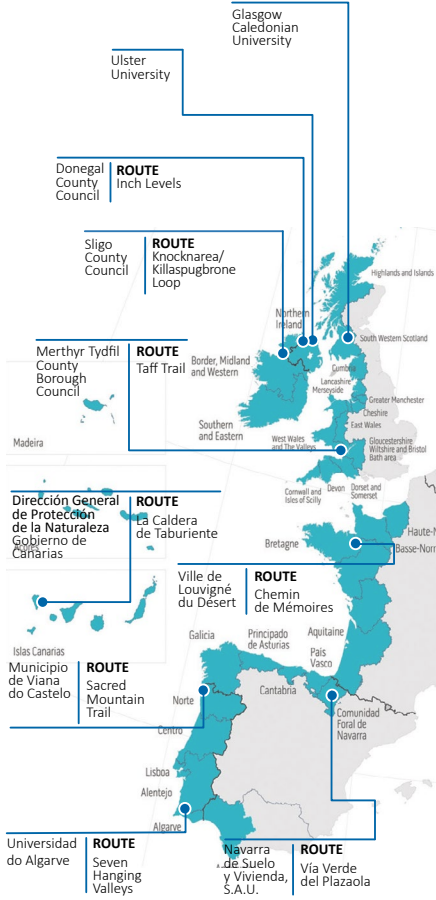 Glasgow
Caledonian
University
Ulster
University
Donegal
County
Council
ROUTE
Inch Levels
Sligo
County
Council
ROUTE
Knocknarea/
Killaspugbrone
Loop
Highlands and Islands
Northern
Ireland
South Western Scotland
Merthyr Tydfil
County
Borough
Council
ROUTE
Taff Trail
Border, Midland
and Western
Cumbria
Lancashire
Merseyside
Greater Manchester
Cheshire
East Wales
Southern
and Eastern
West Wales
and The Valleys
Gloucestershire
Wiltshire and Bristol
Bath area
Madeira
Devon
Dorset and
Somerset
Cornwall and
Isles of Scilly
Dirección General
de Protección
de la Naturaleza
Gobierno de
Canarias
ROUTE
La Caldera
de Taburiente
Açores
Bretagne
Haute-N
Basse-Norm
Ville de
Louvigné
du Désert
ROUTE
Chemin
de Mémoires
Islas Canarias
Galicia
Principado
de Asturias
Aquitaine
Pais
Vasco
Cantabria
Municipio
de Viana
do Castelo
ROUTE
Sacred
Mountain
Trail
Norte
Comunidad
Foral de
Navarra
Centro
Lisboa
Alentejo
Algarve
Universidad
do Algarve
ROUTE
Seven
Hanging
Valleys
Navarra
de Suelo
y Vivienda,
S.A.U.
ROUTE
Vía Verde
del Plazaola